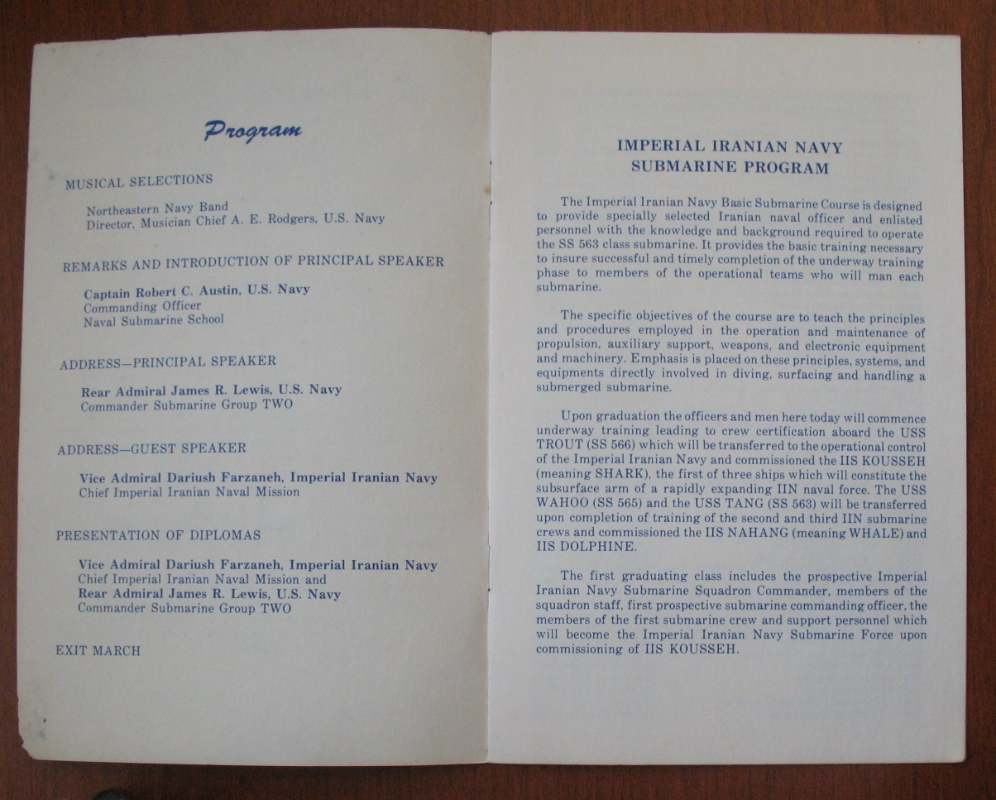 Program
MUSICAL SELECTIONS
Northeastern Navy Band
Director, Musician Chief A. E. Rodgers, U.S. Navy
REMARKS AND INTRODUCTION OF PRINCIPAL SPEAKER
Captain Robert C. Austin, U.S. Navy
Commanding Officer
Naval Submarine School
ADDRESS—PRINCIPAL SPEAKER
Rear Admiral James R. Lewis, U.S. Navy
Commander Submarine Group TWO
ADDRESS—GUEST SPEAKER
Vice Admiral Dariush Farzaneh, Imperial Iranian Navy
Chief Imperial Iranian Naval Mission
PRESENTATION OF DIPLOMAS
Vice Admiral Dariush Farzaneh, Imperial Iranian Navy
Chief Imperial Iranian Naval Mission and
Rear Admiral James R. Lewis, U.S. Navy
Commander Submarine Group TWO
EXIT MARCH
IMPERIAL IRANIAN NAVY
SUBMARINE PROGRAM
The Imperial Iranian Navy Basic Submarine Course is designed
to provide specially selected Iranian naval officer and enlisted
personnel with the knowledge and background required to operate
the SS 563 class submarine. It provides the basic training necessary
to insure successful and timely completion of the underway training
phase to members of the operational teams who will man each
submarine.
The specific objectives of the course are to teach the principles
and procedures employed in the operation and maintenance of
propulsion, auxiliary support, weapons, and electronic equipment
and machinery. Emphasis is placed on these principles, systems, and
equipments directly involved in diving, surfacing and handling a
submerged submarine.
Upon graduation the officers and men here today will commence
underway training leading to crew certification aboard the USS
TROUT (SS 566) which will be transferred to the operational control
of the Imperial Iranian Navy and commissioned the IIS KOUSSEH
(meaning SHARK), the first of three ships which will constitute the
subsurface arm of a rapidly expanding IIN naval force. The USS
WAHOO (SS 565) and the USS TANG (SS 563) will be transferred
upon completion of training of the second and third IIN submarine
crews and commissioned the IIS NAHANG (meaning WHALE) and
IIS DOLPHINE.
The first graduating class includes the prospective Imperial
Iranian Navy Submarine Squadron Commander, members of the
squadron staff, first prospective submarine commanding officer, the
members of the first submarine crew and support personnel which
will become the Imperial Iranian Navy Submarine Force upon
commissioning of IIS KOUSSEH.